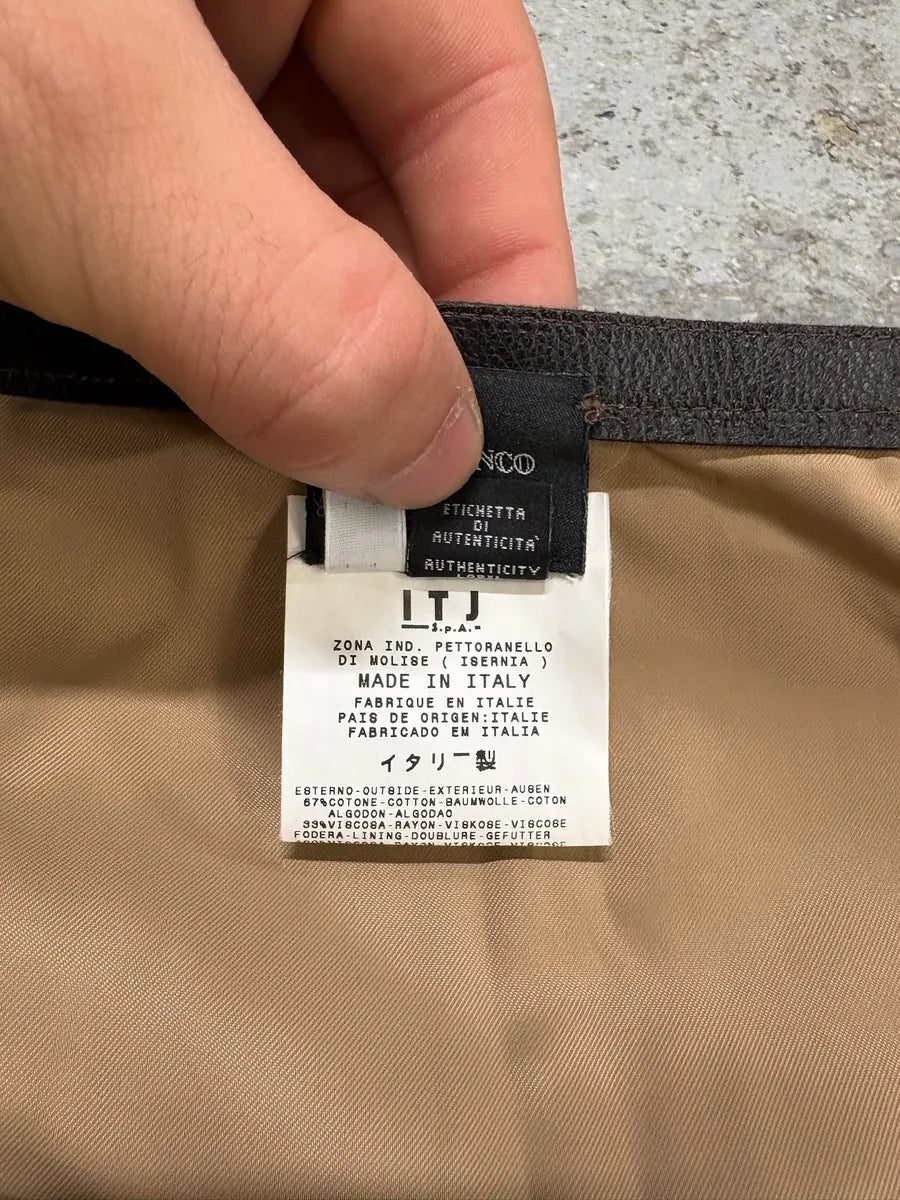 NCO
ETICHETTA
DI
AUTENTICITÀ
AUTHENTICITY
ITJ
S.p.A.
ZONA IND. PETTORANELLO
DI MOLISE ( ISERNIA )
MADE IN ITALY
FABRIQUE EN ITALIE
PAIS DE ORIGEN:ITALIE
FABRICADO EM ITALIA
イタリー製
ESTERNO-OUTSIDE-EXTERIEUR-AUSEN
67%COTONE-COTTON-BAUMWOLLE-COTON
ALGODON-ALGODAO
33%VISCOSA-RAYON-VISKOSE-VISCOSE
FODERA-LINING-DOUBLURE-GEFUTTER